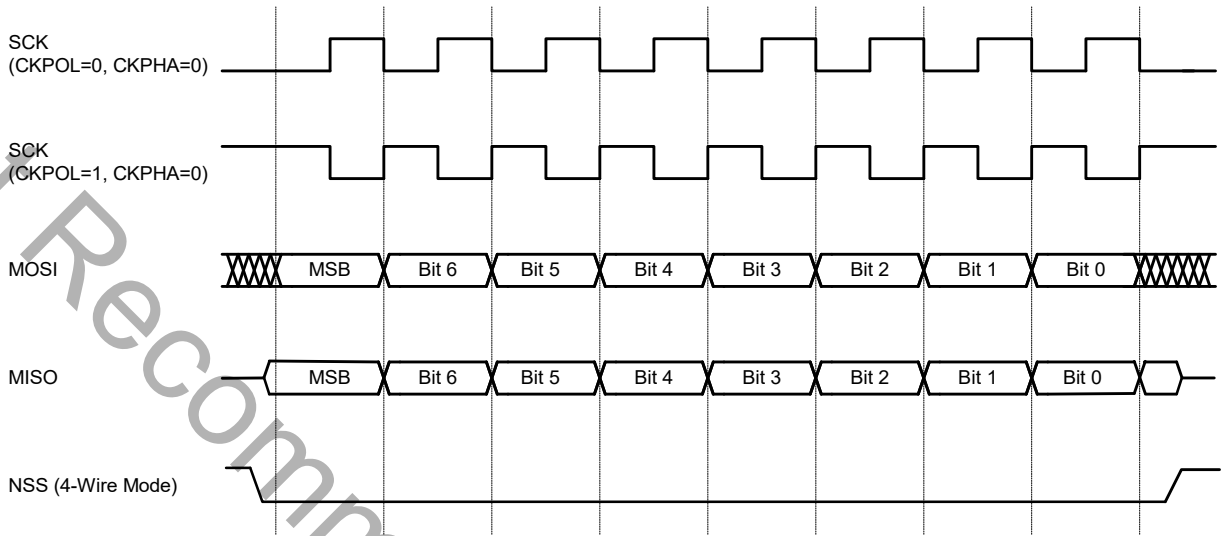 SCK
(CKPOL=0, CKPHA=0)
SCK
(CKPOL=1, CKPHA=0)
MOSI
MSB Bit 6 Bit 5 Bit 4 Bit 3 Bit 2 Bit 1 Bit 0
MISO
MSB Bit 6 Bit 5 Bit 4 Bit 3 Bit 2 Bit 1 Bit 0
NSS (4-Wire Mode)